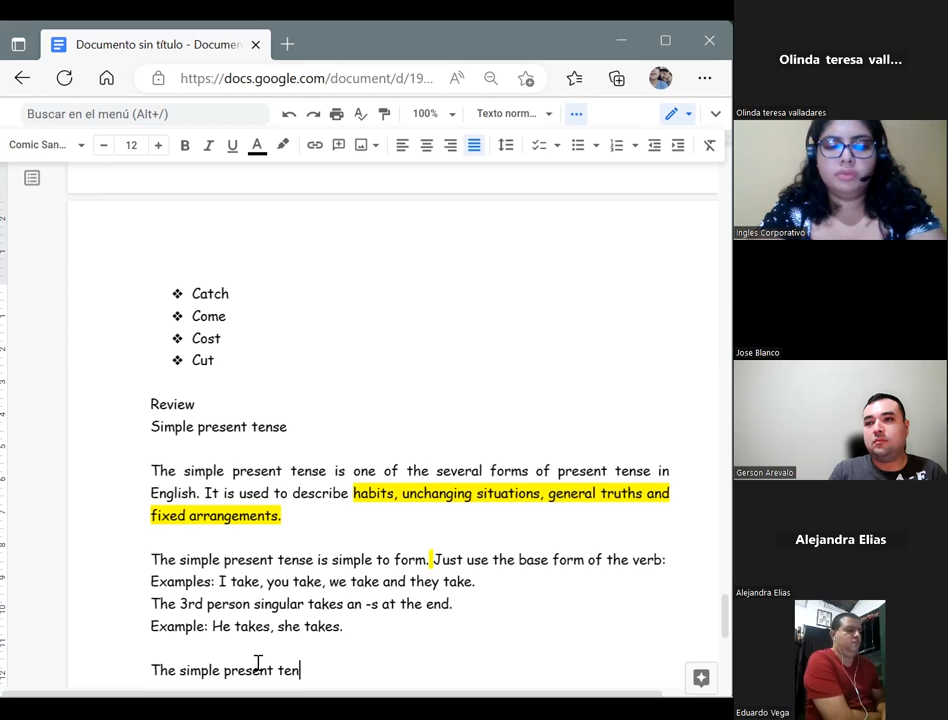 Documento sin título - Documen
https://docs.google.com/document/d/19...
Buscar en el menú (Alt+/)
100%
Texto norm...
Comic San...
12
Catch
Come
Cost
Cut
Review
Simple present tense
The simple present tense is one of the several forms of present tense in
English. It is used to describe habits, unchanging situations, general truths and
fixed arrangements.
The simple present tense is simple to form. Just use the base form of the verb:
Examples: I take, you take, we take and they take.
The 3rd person singular takes an -s at the end.
Example: He takes, she takes.
The simple present ten
Olinda teresa vall...
Olinda teresa valladares
Ingles Corporativo
Jose Blanco
Gerson Arevalo
Alejandra Elias
Alejandra Elias
Eduardo Vega